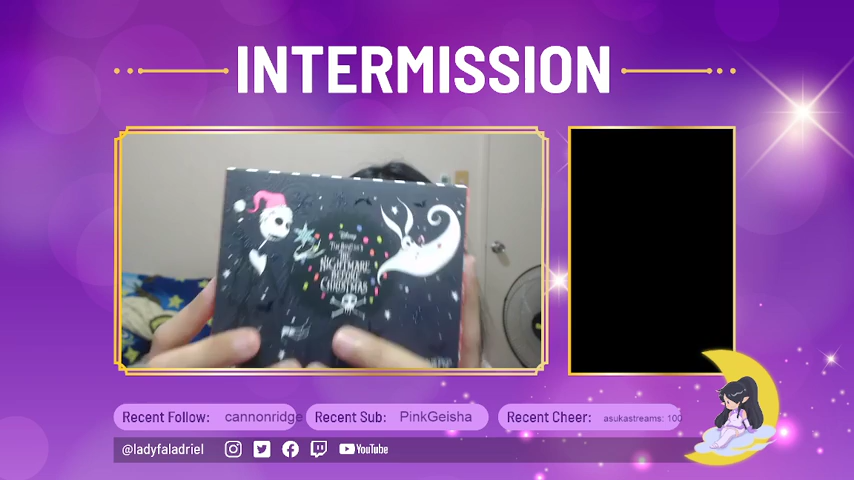 INTERMISSION
Disney
Tim Burton's
THE
NIGHTMARE
BEFORE
CHRISTMAS
Recent Follow: cannonridge
Recent Sub: PinkGeisha
Recent Cheer: asukastreams: 100
@ladyfaladriel
YouTube